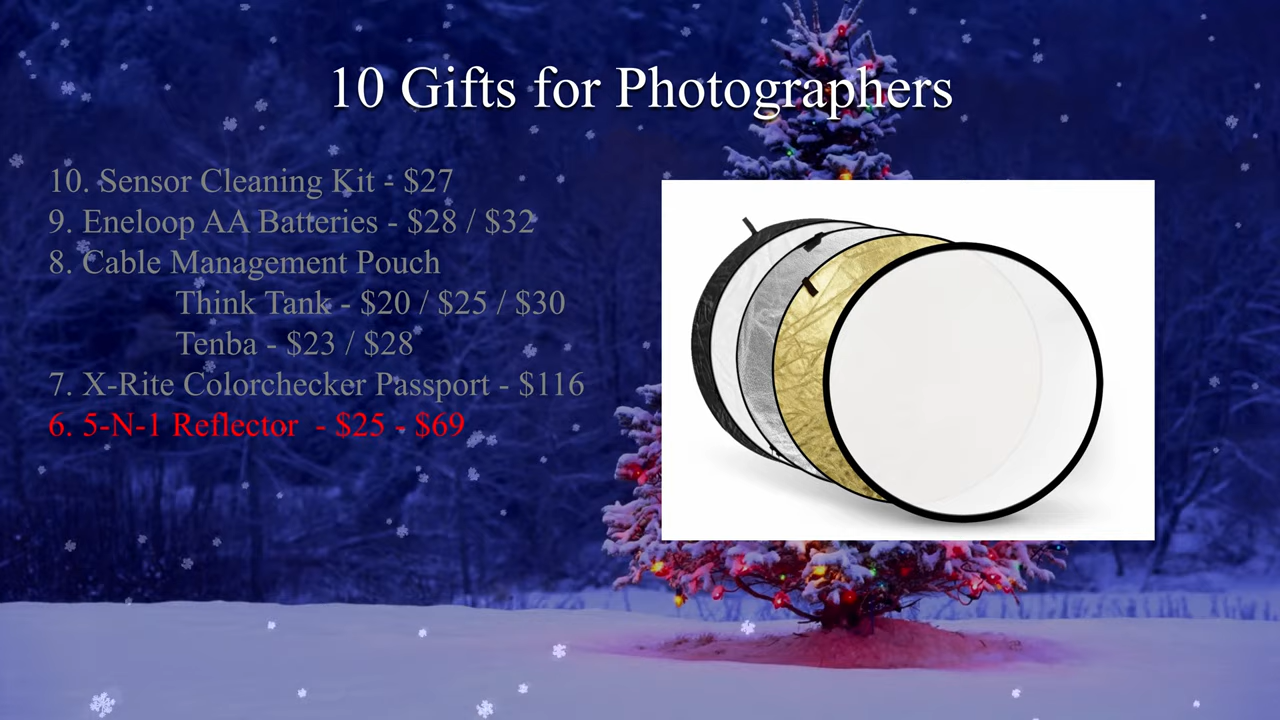 10 Gifts for Photographers
10. Sensor Cleaning Kit - $27
9. Eneloop AA Batteries - $28 / $32
8. Cable Management Pouch
Think Tank - $20 / $25 / $30
Tenba - $23 / $28
7. X-Rite Colorchecker Passport - $116
6. 5-N-1 Reflector  - $25 - $69